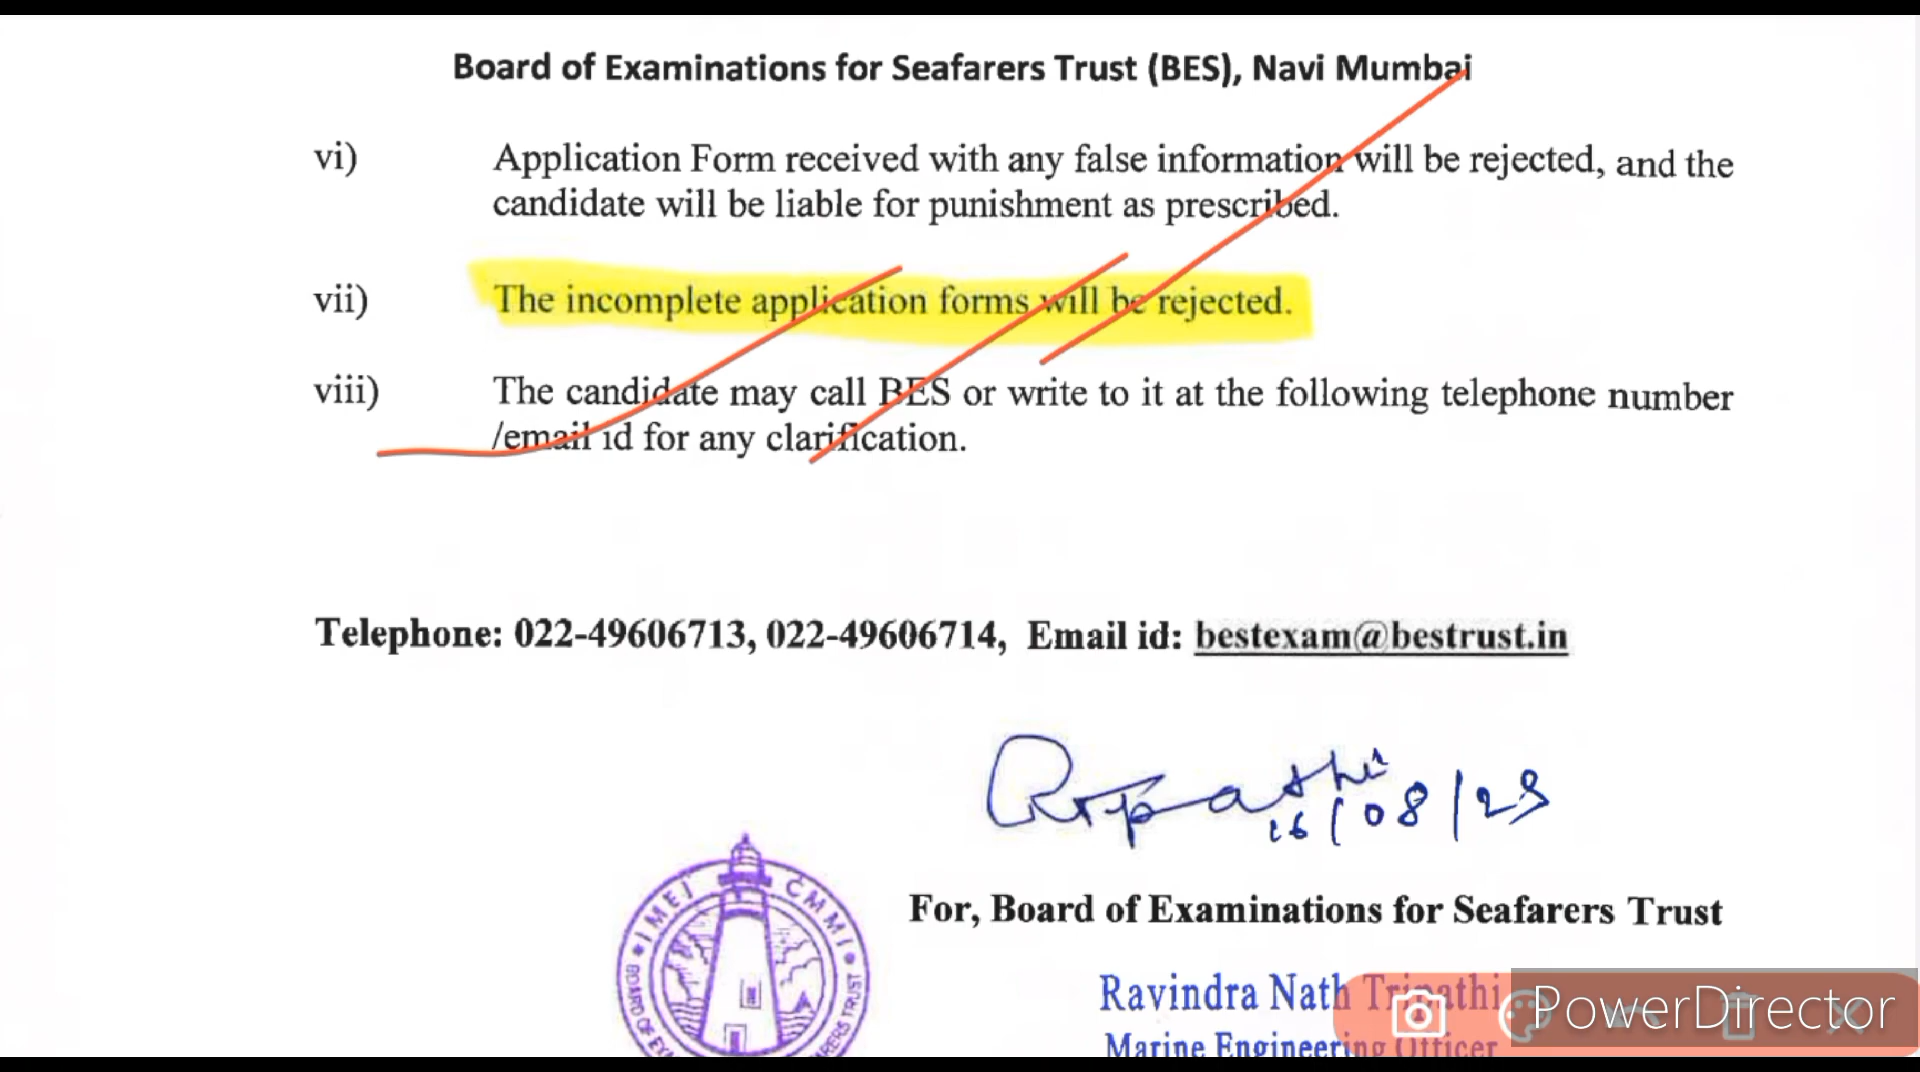 Board of Examinations for Seafarers Trust (BES), Navi Mumbai
vi) Application Form received with any false information will be rejected, and the
candidate will be liable for punishment as prescribed.
vii) The incomplete application forms will be rejected.
viii) The candidate may call BES or write to it at the following telephone number
/email id for any clarification.
Telephone: 022-49606713, 022-49606714, Email id: bestexam@bestrust.in
16/08/23
IMEI CMMI
For, Board of Examinations for Seafarers Trust
Ravindra Nath Tripathi
Marine Engineering Officer
PowerDirector